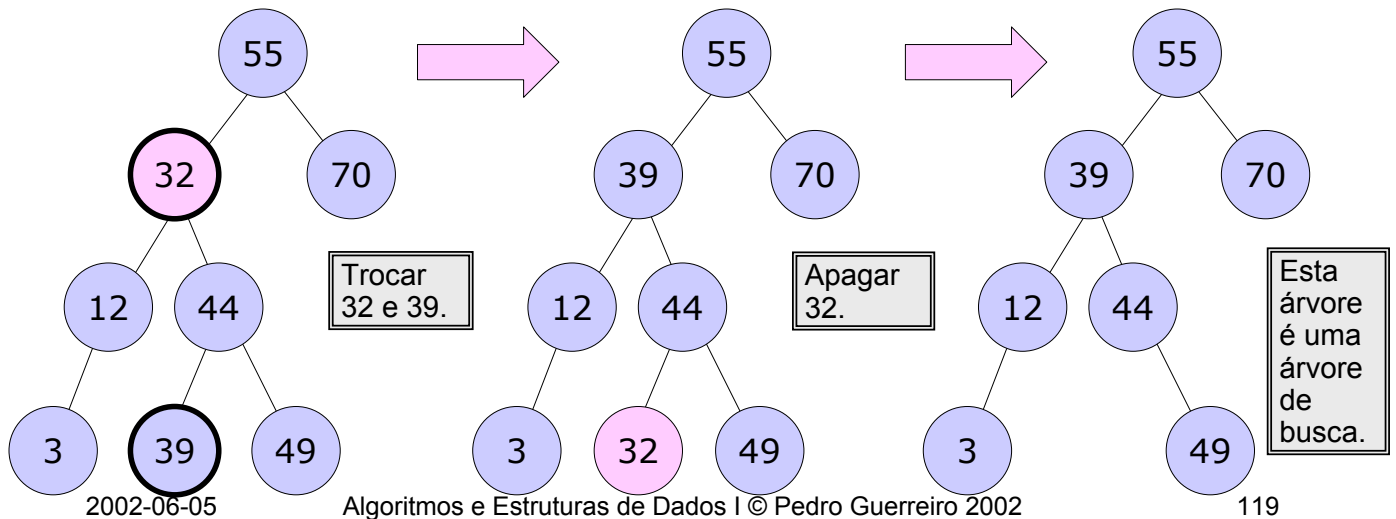 55
55
55
32
70
39
70
39
70
Trocar
32 e 39.
Apagar
32.
Esta
árvore
é uma
árvore
de
busca.
12
44
12
44
12
44
3
39
49
3
32
49
3
49
2002-06-05
Algoritmos e Estruturas de Dados I © Pedro Guerreiro 2002
119